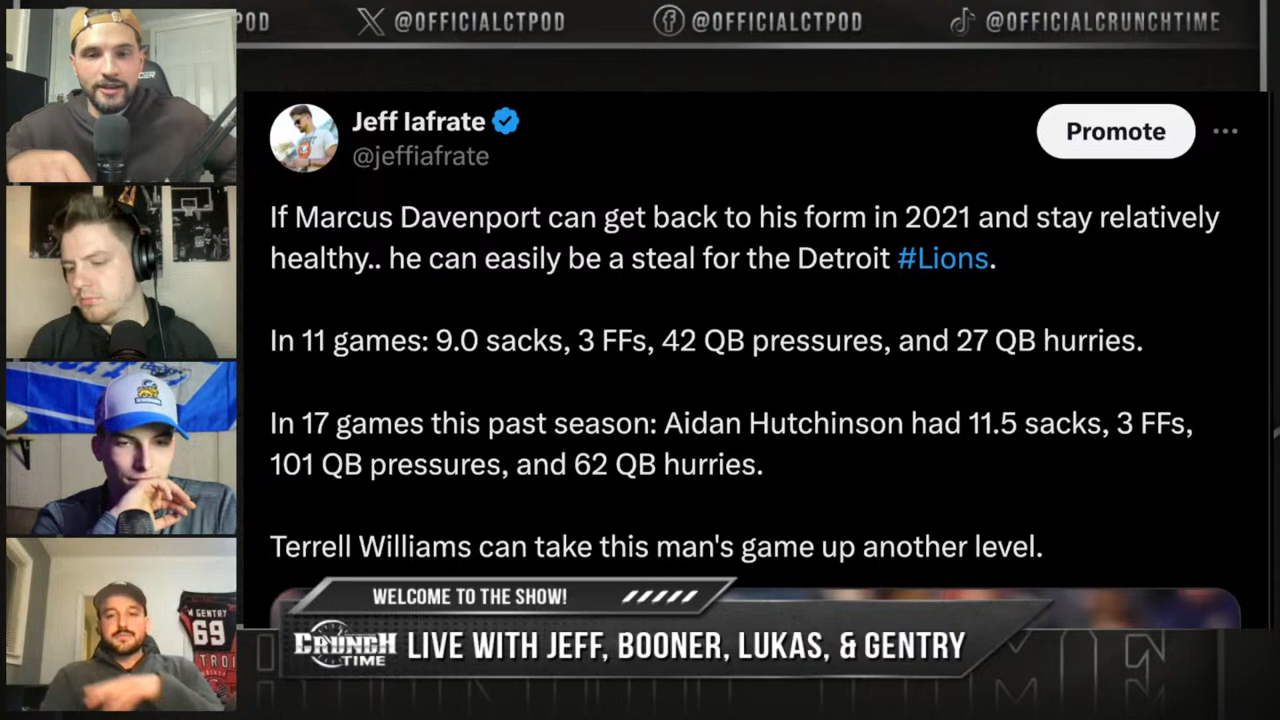 POD
@OFFICIALCTPOD
@OFFICIALCTPOD
@OFFICIALCRUNCHTIME
Jeff Iafrate
@jeffiafrate
Promote
If Marcus Davenport can get back to his form in 2021 and stay relatively
healthy.. he can easily be a steal for the Detroit #Lions.
In 11 games: 9.0 sacks, 3 FFs, 42 QB pressures, and 27 QB hurries.
In 17 games this past season: Aidan Hutchinson had 11.5 sacks, 3 FFs,
101 QB pressures, and 62 QB hurries.
Terrell Williams can take this man's game up another level.
WELCOME TO THE SHOW!
CRUNCH
TIME
LIVE WITH JEFF, BOONER, LUKAS, & GENTRY
M GENTRY
69